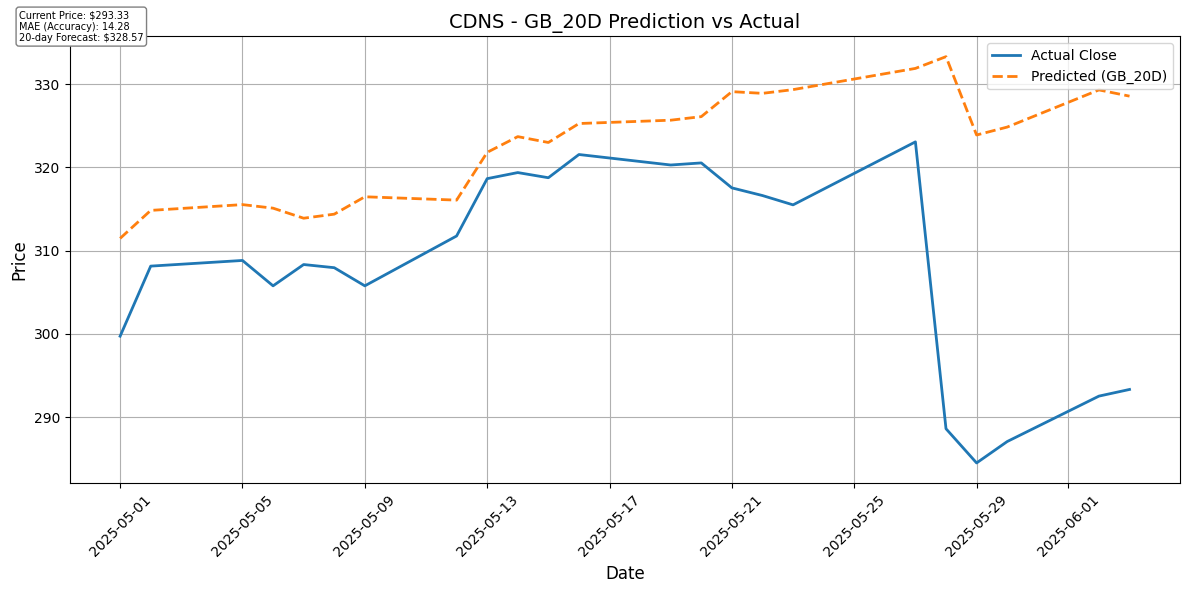 CDNS - GB_20D Prediction vs Actual
Current Price: $293.33
MAE (Accuracy): 14.28
20-day Forecast: $328.57
Actual Close
Predicted (GB_20D)
Price
330
320
310
300
290
2025-05-01
2025-05-05
2025-05-09
2025-05-13
2025-05-17
2025-05-21
2025-05-25
2025-05-29
2025-06-01
Date